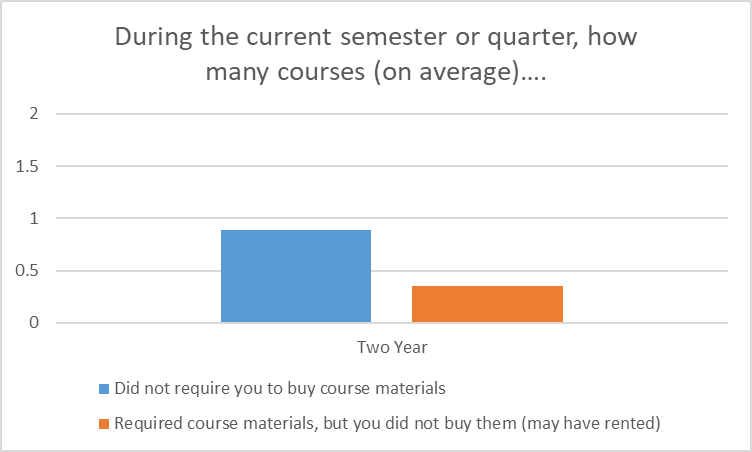 During the current semester or quarter, how
many courses (on average)….
2
1.5
1
0.5
0
Two Year
Did not require you to buy course materials
Required course materials, but you did not buy them (may have rented)